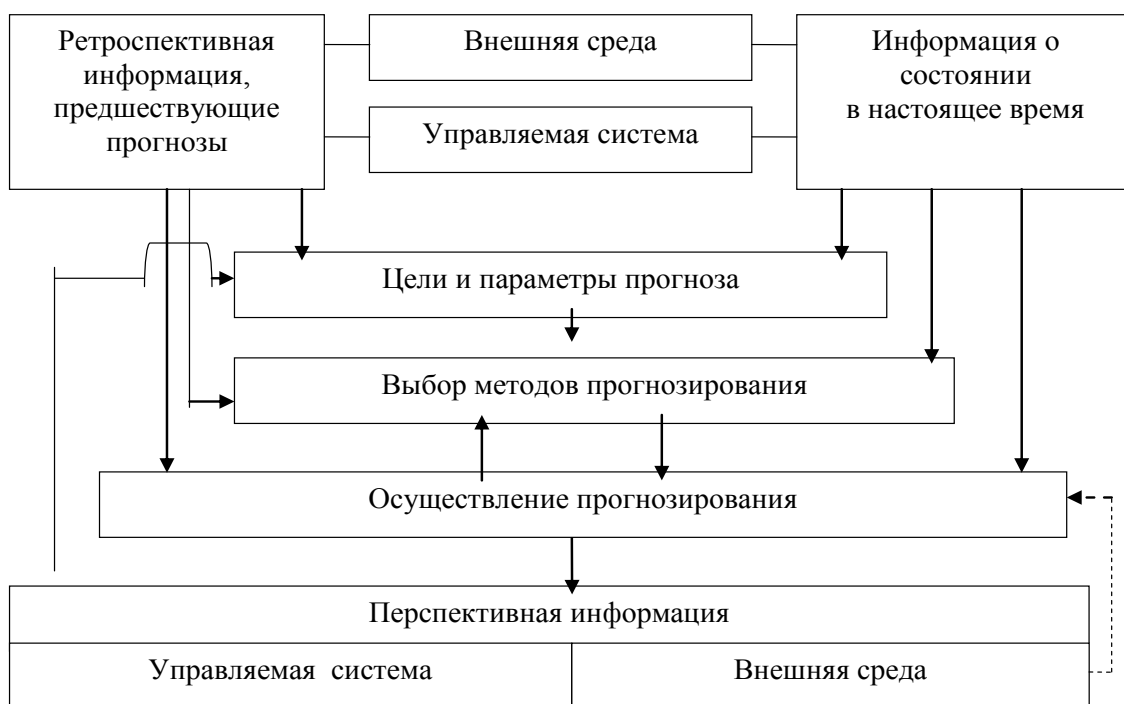 Ретроспективная
информация,
предшествующие
прогнозы
Внешняя среда
Управляемая система
Информация о
состоянии
в настоящее время
Цели и параметры прогноза
Выбор методов прогнозирования
Осуществление прогнозирования
Перспективная информация
Управляемая система
Внешняя среда